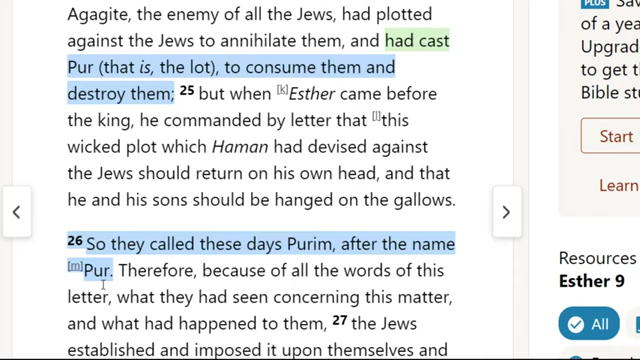 Agagite, the enemy of all the Jews, had plotted
against the Jews to annihilate them, and had cast
Pur (that is, the lot), to consume them and
destroy them; 25 but when [k]Esther came before
the king, he commanded by letter that [l]this
wicked plot which Haman had devised against
the Jews should return on his own head, and that
he and his sons should be hanged on the gallows.
26 So they called these days Purim, after the name
[m]Pur. Therefore, because of all the words of this
letter, what they had seen concerning this matter,
and what had happened to them, 27 the Jews
established and imposed it upon themselves and
PLUS
Sav
of a yea
Upgrad
to get t
Bible stu
Start
Learn
Resources
Esther 9
All